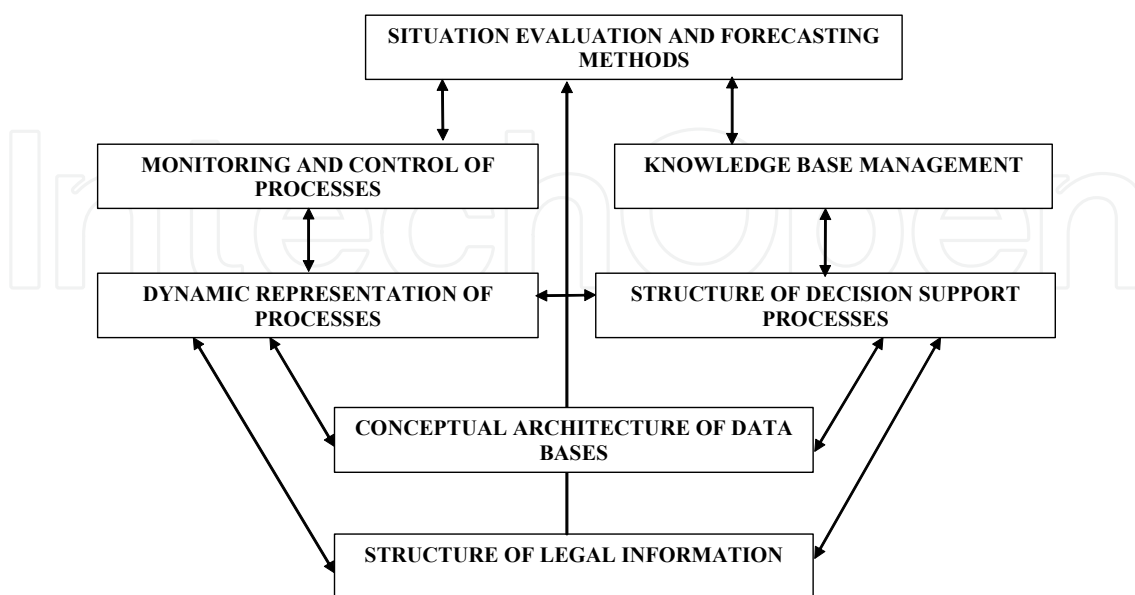 SITUATION EVALUATION AND FORECASTING
METHODS
MONITORING AND CONTROL OF
PROCESSES
KNOWLEDGE BASE MANAGEMENT
DYNAMIC REPRESENTATION OF
PROCESSES
STRUCTURE OF DECISION SUPPORT
PROCESSES
CONCEPTUAL ARCHITECTURE OF DATA
BASES
STRUCTURE OF LEGAL INFORMATION
IntechOpen